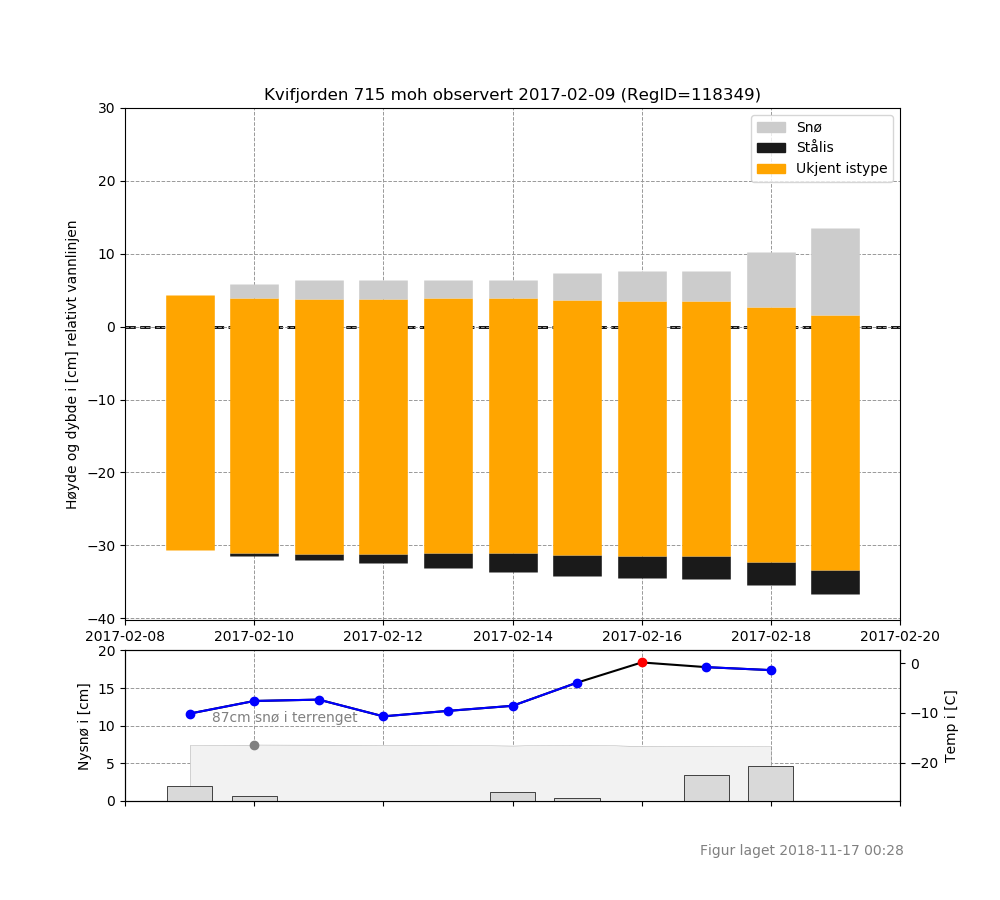 Kvifjorden 715 moh observert 2017-02-09 (RegID=118349)
Høyde og dybde i [cm] relativt vannlinjen
30
20
10
0
−10
−20
−30
−40
Snø
Stålis
Ukjent istype
2017-02-08 2017-02-10 2017-02-12 2017-02-14 2017-02-16 2017-02-18 2017-02-20
Nysnø i [cm]
20
15
10
5
0
87cm snø i terrenget
0
−10
−20
Temp i [C]
Figur laget 2018-11-17 00:28